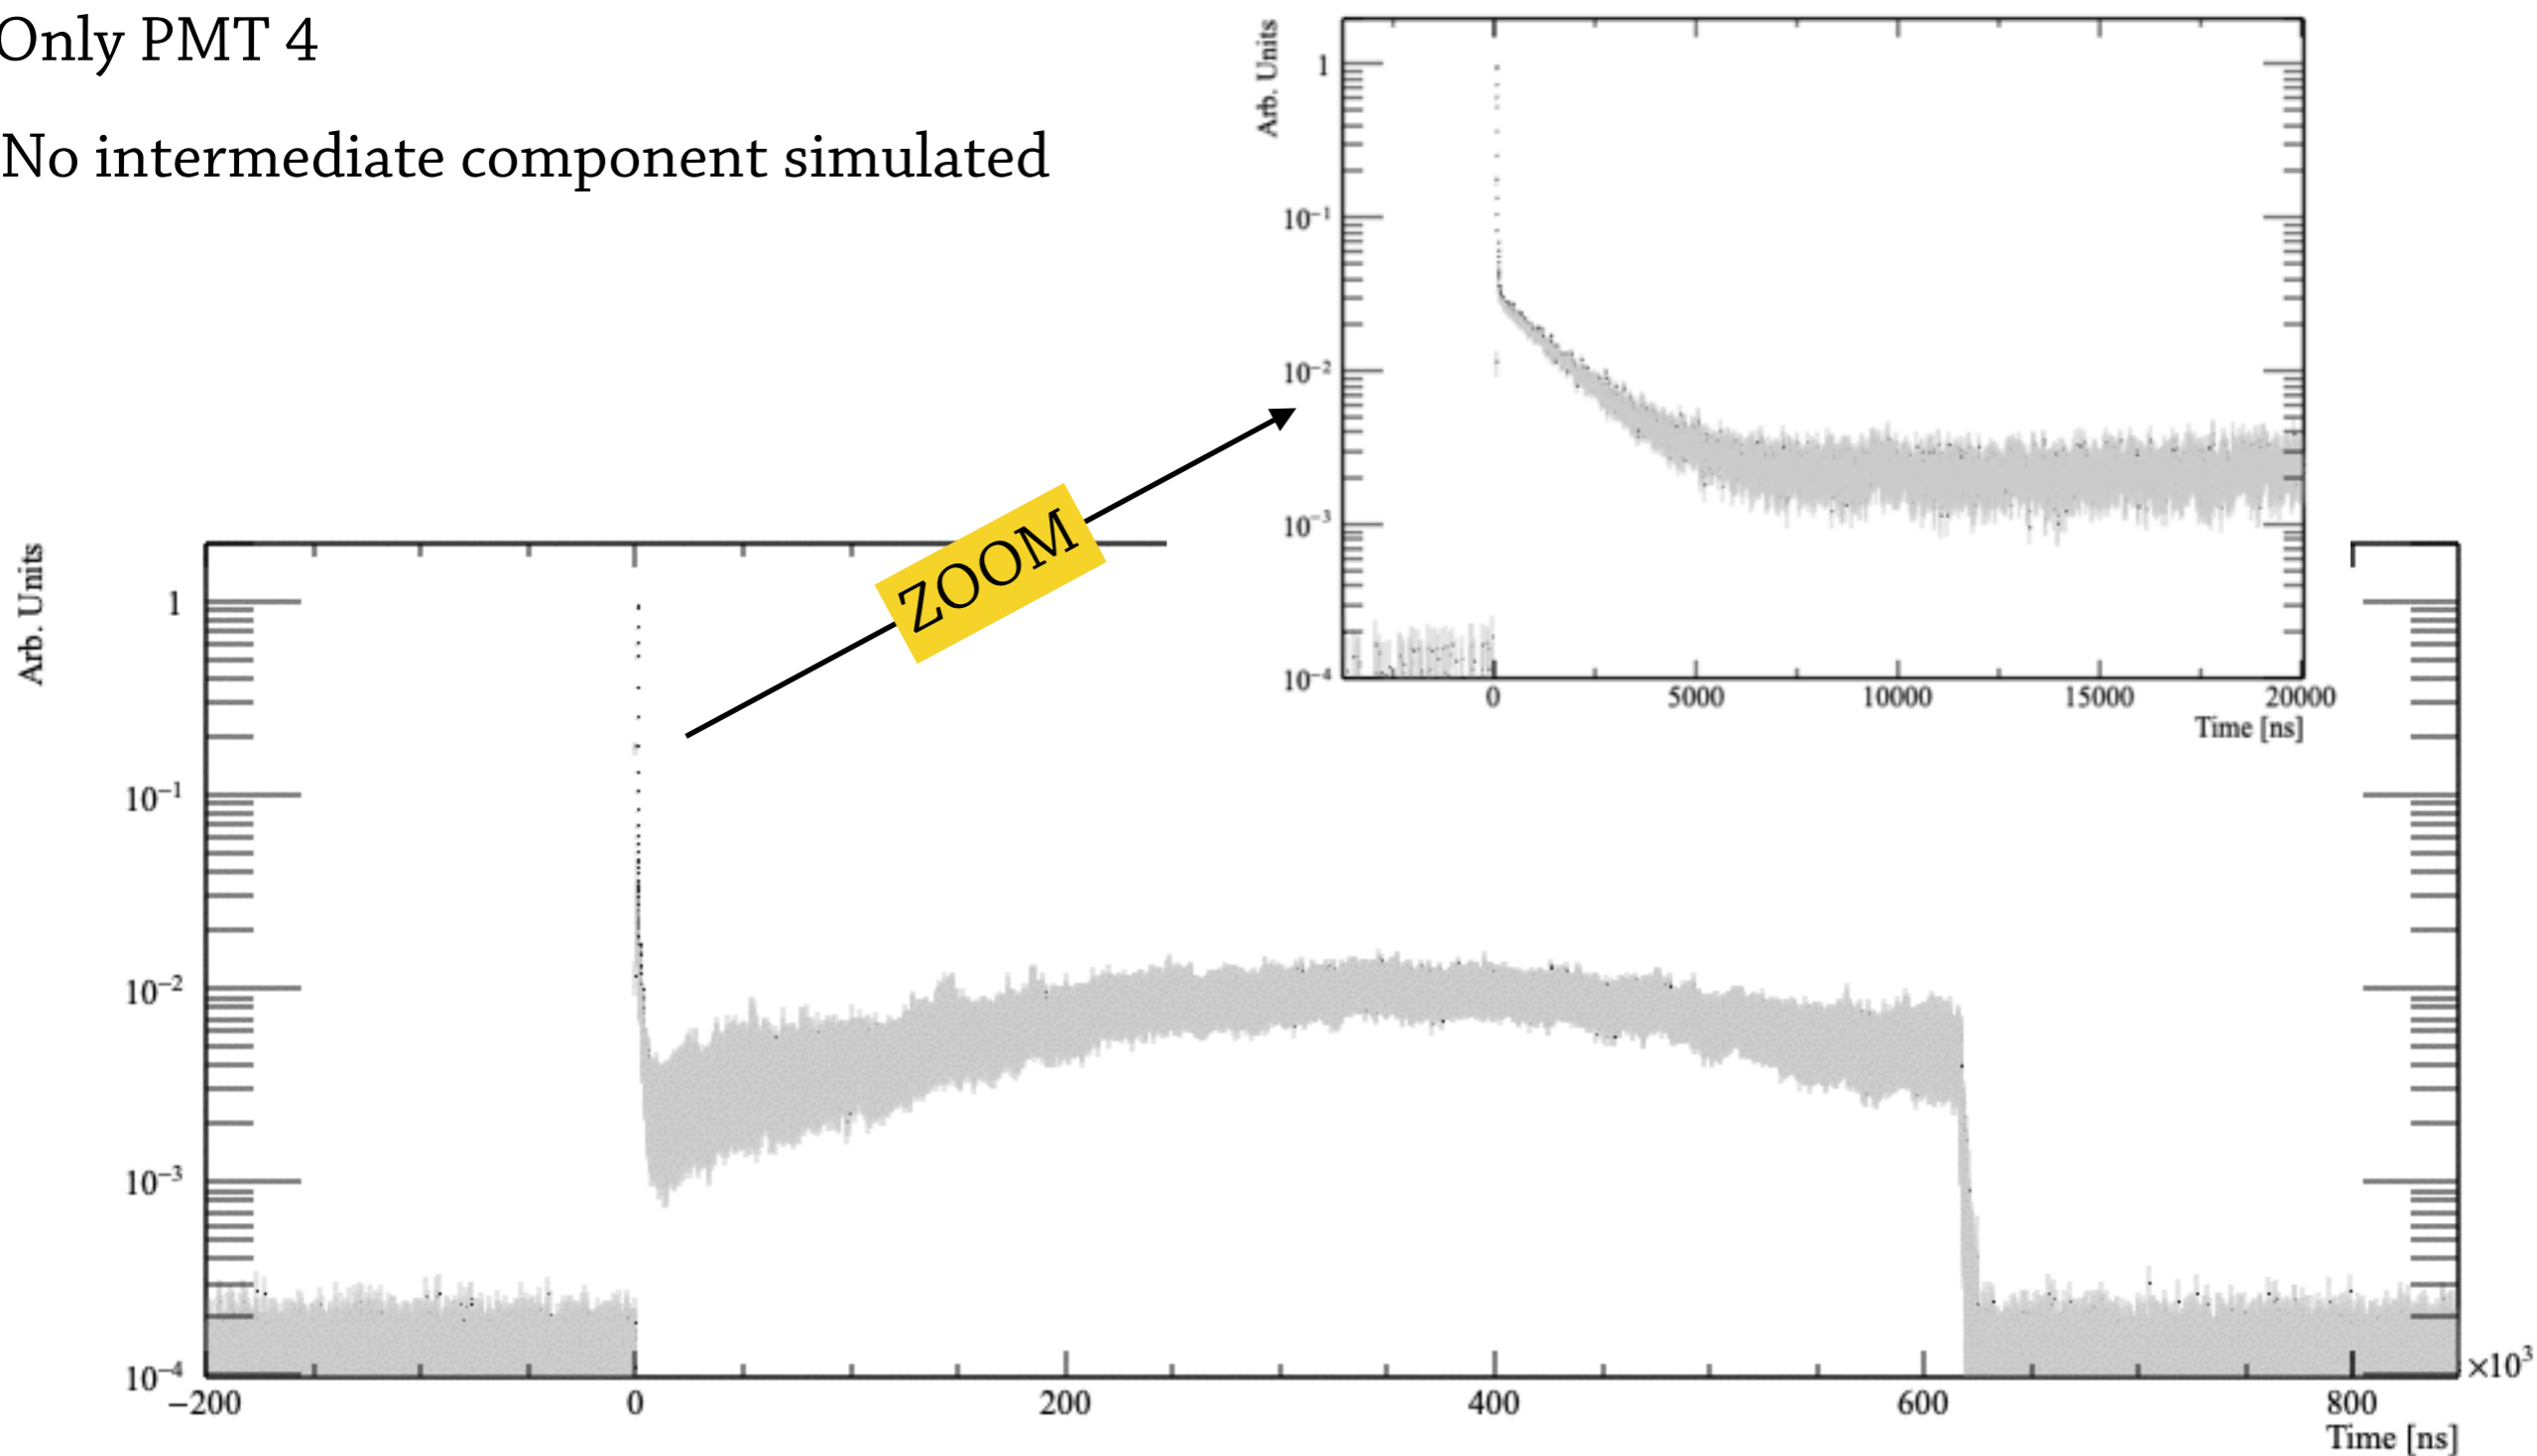 Only PMT 4
No intermediate component simulated
Arb. Units
1
10⁻¹
10⁻²
10⁻³
10⁻⁴
0 5000 10000 15000 20000
Time [ns]
ZOOM
Arb. Units
1
10⁻¹
10⁻²
10⁻³
10⁻⁴
×10³
−200 0 200 400 600 800
Time [ns]